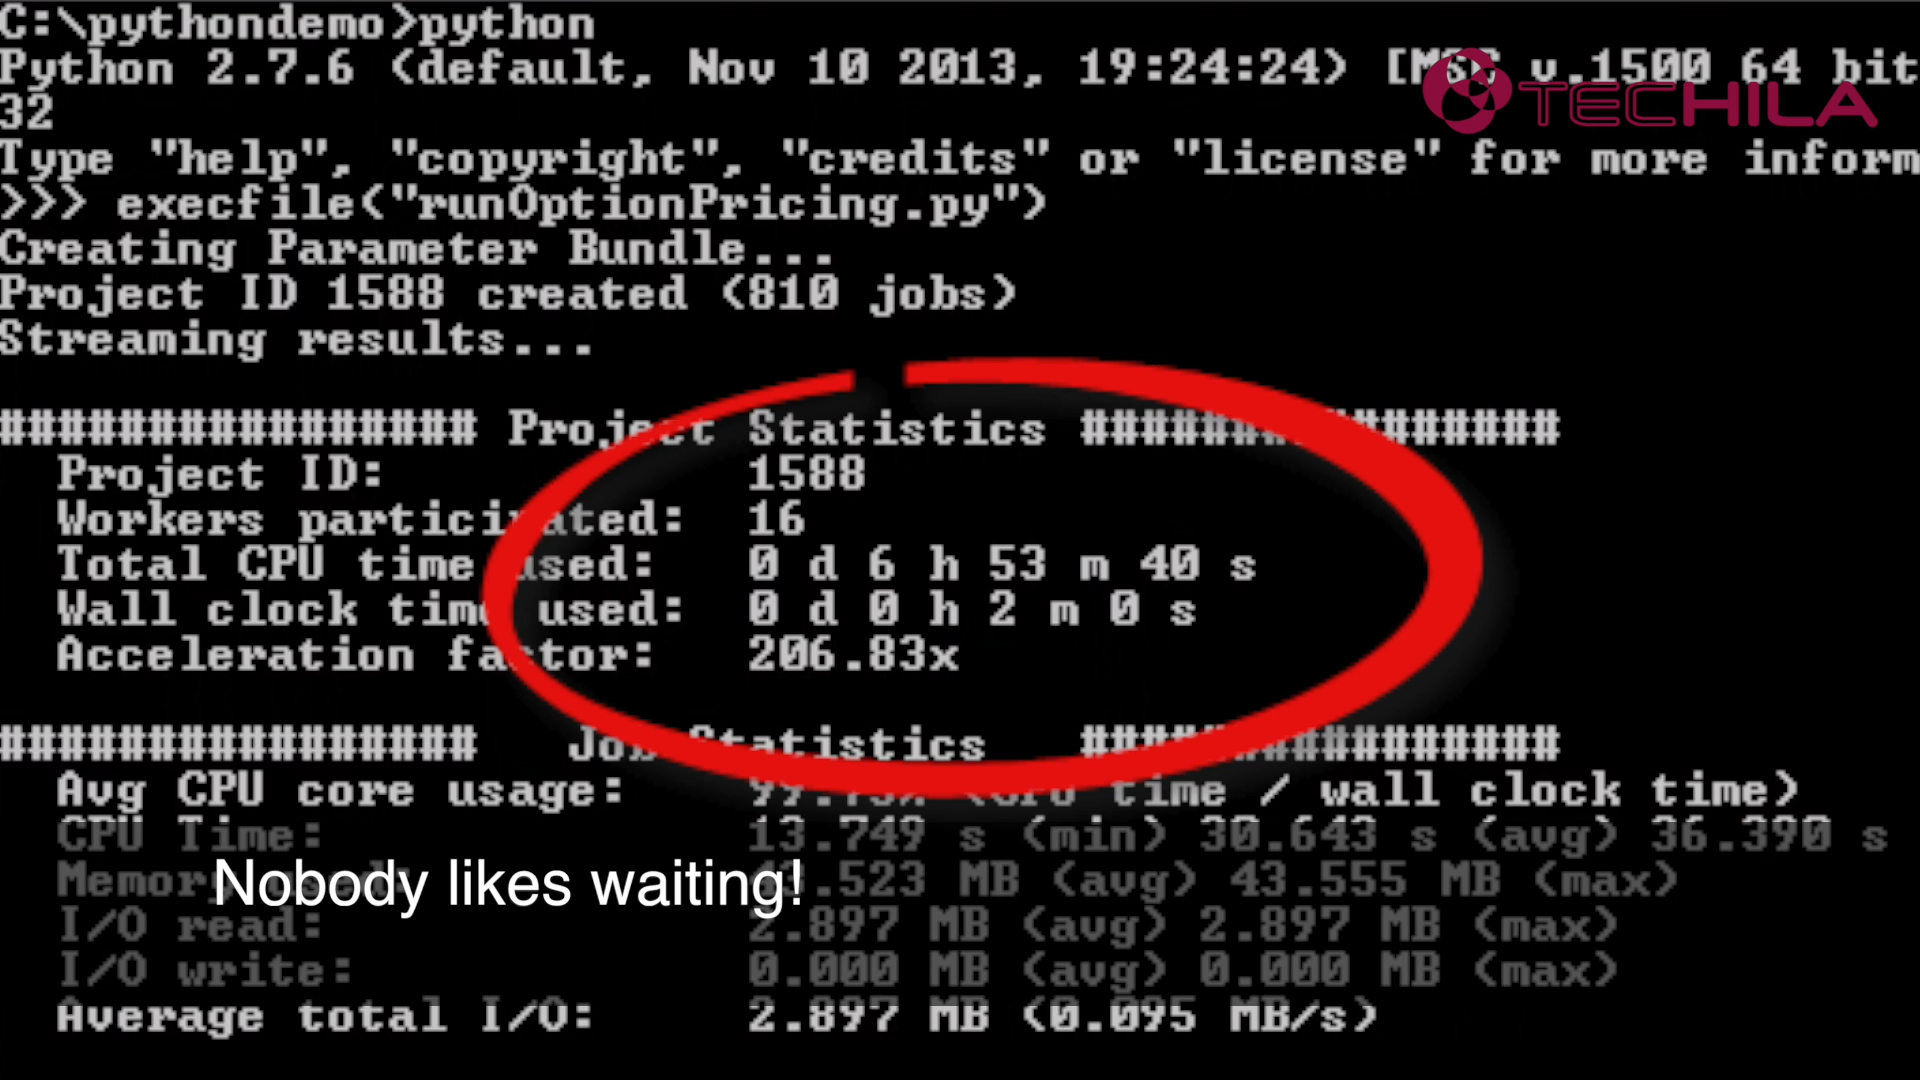 C:\pythondemo>python
Python 2.7.6 (default, Nov 10 2013, 19:24:24) [MSC v.1500 64 bit
TECHILA
32
Type "help", "copyright", "credits" or "license" for more inform
>>> execfile("runOptionPricing.py")
Creating Parameter Bundle...
Project ID 1588 created (810 jobs)
Streaming results...
################ Project Statistics ################
Project ID: 1588
Workers participated: 16
Total CPU time used: 0 d 6 h 53 m 40 s
Wall clock time used: 0 d 0 h 2 m 0 s
Acceleration factor: 206.83x
################ Job Statistics ################
Avg CPU core usage: (CPU time / wall clock time)
CPU Time: 13.749 s (min) 30.643 s (avg) 36.390 s
Memory used: .523 MB (avg) 43.555 MB (max)
Nobody likes waiting!
I/O read: 2.897 MB (avg) 2.897 MB (max)
I/O write: 0.000 MB (avg) 0.000 MB (max)
Average total I/O: 2.897 MB (0.095 MB/s)